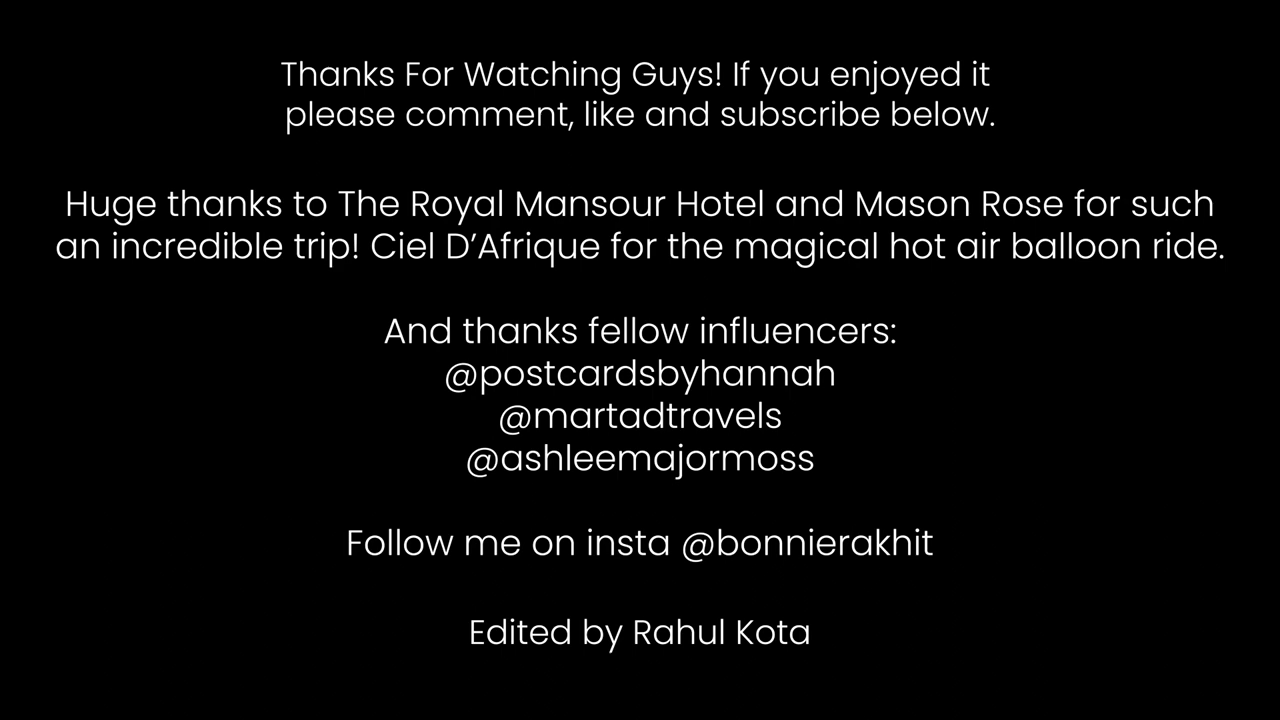 Thanks For Watching Guys! If you enjoyed it
please comment, like and subscribe below.
Huge thanks to The Royal Mansour Hotel and Mason Rose for such
an incredible trip! Ciel D’Afrique for the magical hot air balloon ride.
And thanks fellow influencers:
@postcardsbyhannah
@martadtravels
@ashleemajormoss
Follow me on insta @bonnierakhit
Edited by Rahul Kota